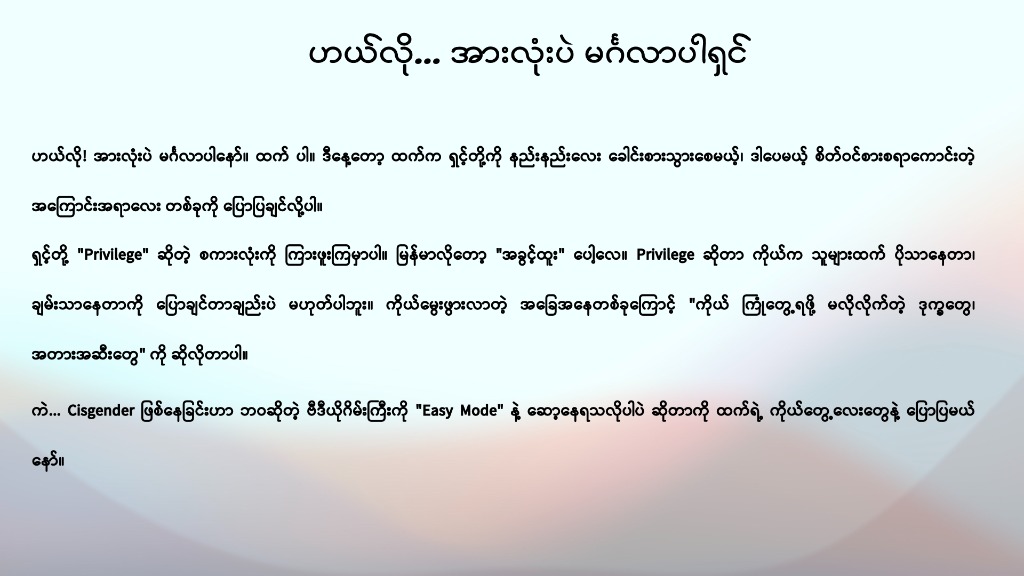 ဟယ်လို... အားလုံးပဲ မင်္ဂလာပါရှင်
ဟယ်လို! အားလုံးပဲ မင်္ဂလာပါနော်။ ထက် ပါ။ ဒီနေ့တော့ ထက်က ရှင့်တို့ကို နည်းနည်းလေး ခေါင်းစားသွားစေမယ့်၊ ဒါပေမယ့် စိတ်ဝင်စားစရာကောင်းတဲ့
အကြောင်းအရာလေး တစ်ခုကို ပြောပြချင်လို့ပါ။
ရှင့်တို့ "Privilege" ဆိုတဲ့ စကားလုံးကို ကြားဖူးကြမှာပါ။ မြန်မာလိုတော့ "အခွင့်ထူး" ပေါ့လေ။ Privilege ဆိုတာ ကိုယ်က သူများထက် ပိုသာနေတာ၊
ချမ်းသာနေတာကို ပြောချင်တာချည်းပဲ မဟုတ်ပါဘူး။ ကိုယ်မွေးဖွားလာတဲ့ အခြေအနေတစ်ခုကြောင့် "ကိုယ် ကြုံတွေ့ရဖို့ မလိုလိုက်တဲ့ ဒုက္ခတွေ၊
အတားအဆီးတွေ" ကို ဆိုလိုတာပါ။
ကဲ... Cisgender ဖြစ်နေခြင်းဟာ ဘဝဆိုတဲ့ ဗီဒီယိုဂိမ်းကြီးကို "Easy Mode" နဲ့ ဆော့နေရသလိုပါပဲ ဆိုတာကို ထက်ရဲ့ ကိုယ်တွေ့လေးတွေနဲ့ ပြောပြမယ်
နော်။